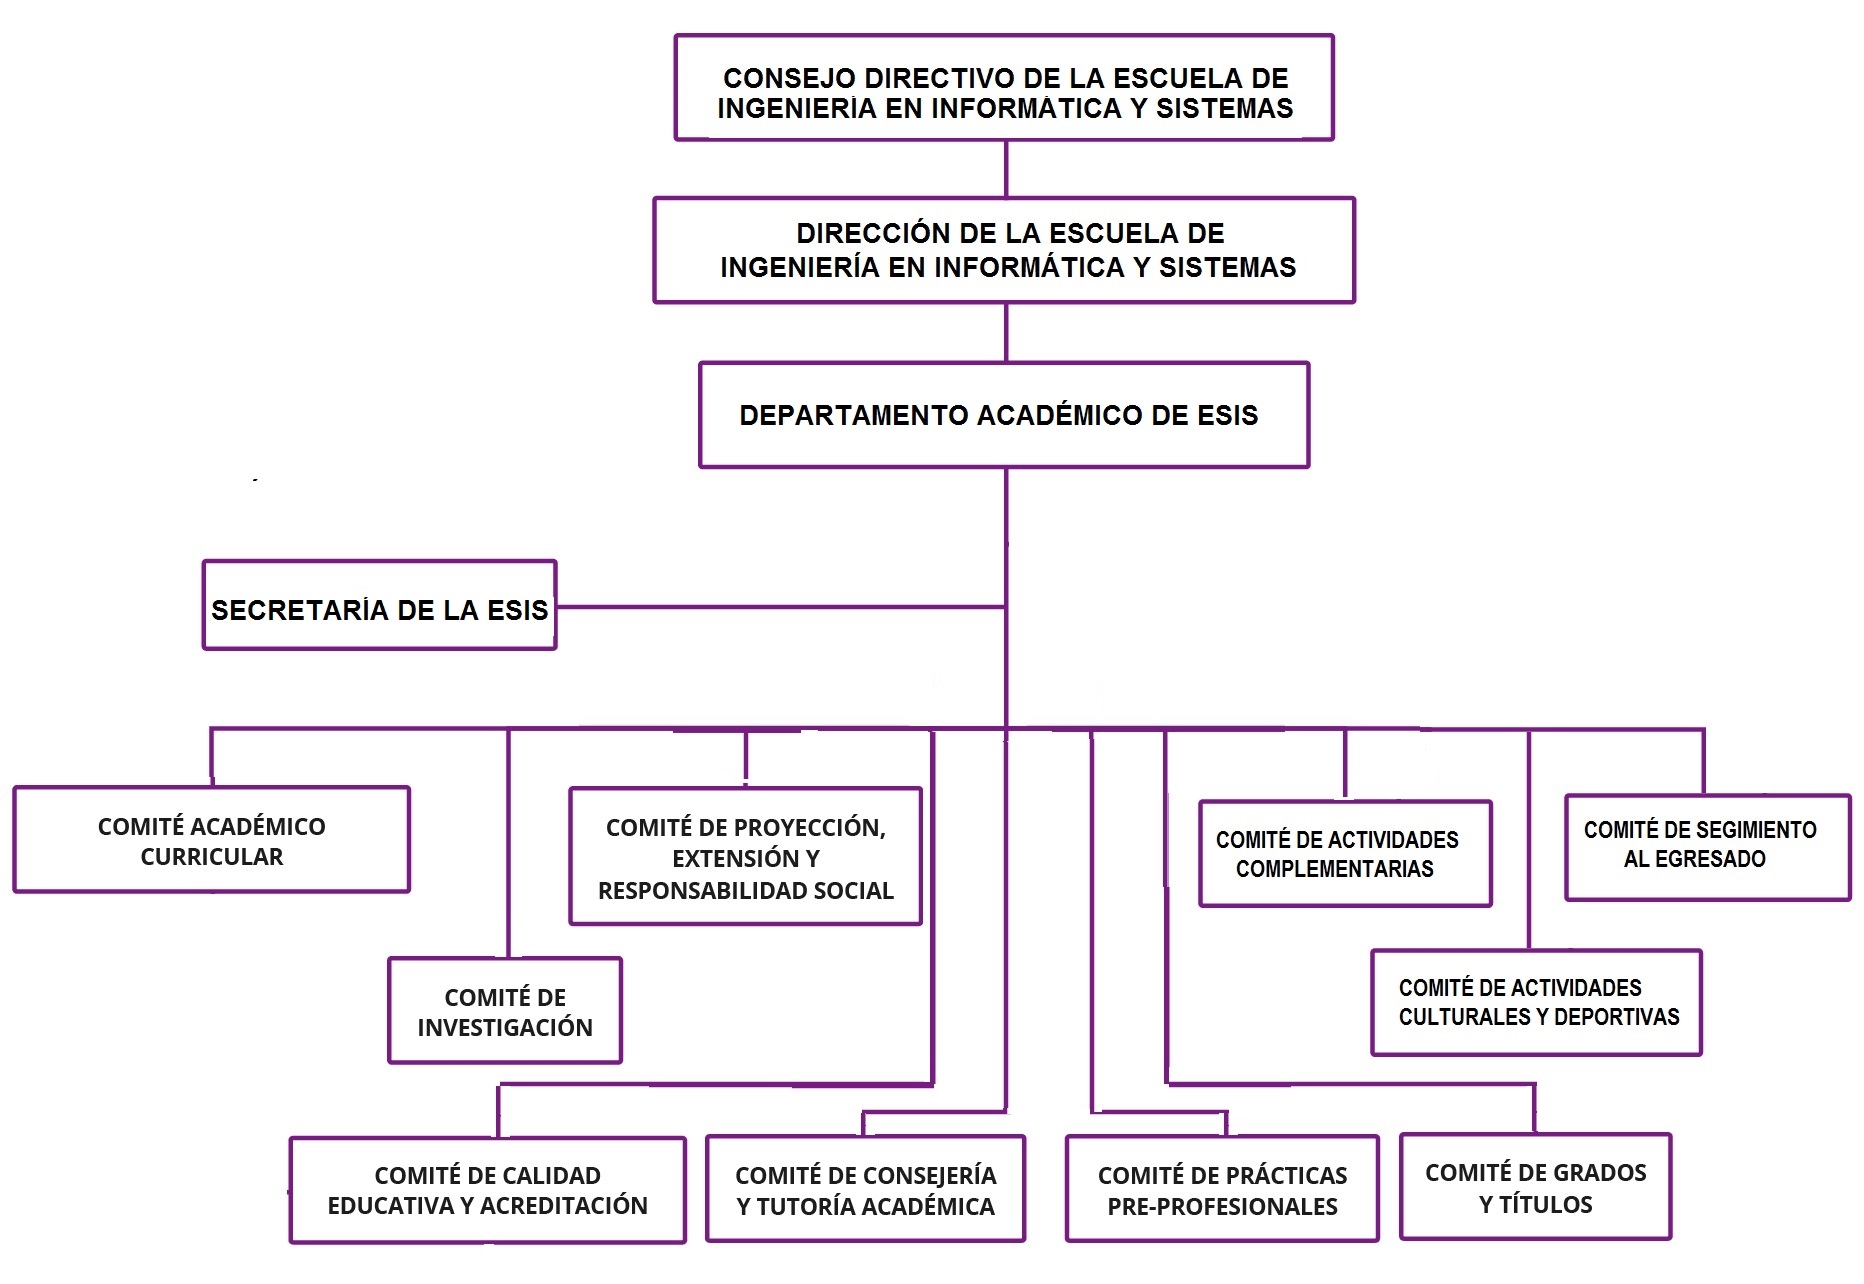 CONSEJO DIRECTIVO DE LA ESCUELA DE
INGENIERÍA EN INFORMÁTICA Y SISTEMAS
DIRECCIÓN DE LA ESCUELA DE
INGENIERÍA EN INFORMÁTICA Y SISTEMAS
DEPARTAMENTO ACADÉMICO DE ESIS
SECRETARÍA DE LA ESIS
COMITÉ ACADÉMICO
CURRICULAR
COMITÉ DE PROYECCIÓN,
EXTENSIÓN Y
RESPONSABILIDAD SOCIAL
COMITÉ DE ACTIVIDADES
COMPLEMENTARIAS
COMITÉ DE SEGIMIENTO
AL EGRESADO
COMITÉ DE
INVESTIGACIÓN
COMITÉ DE ACTIVIDADES
CULTURALES Y DEPORTIVAS
COMITÉ DE CALIDAD
EDUCATIVA Y ACREDITACIÓN
COMITÉ DE CONSEJERÍA
Y TUTORÍA ACADÉMICA
COMITÉ DE PRÁCTICAS
PRE-PROFESIONALES
COMITÉ DE GRADOS
Y TÍTULOS